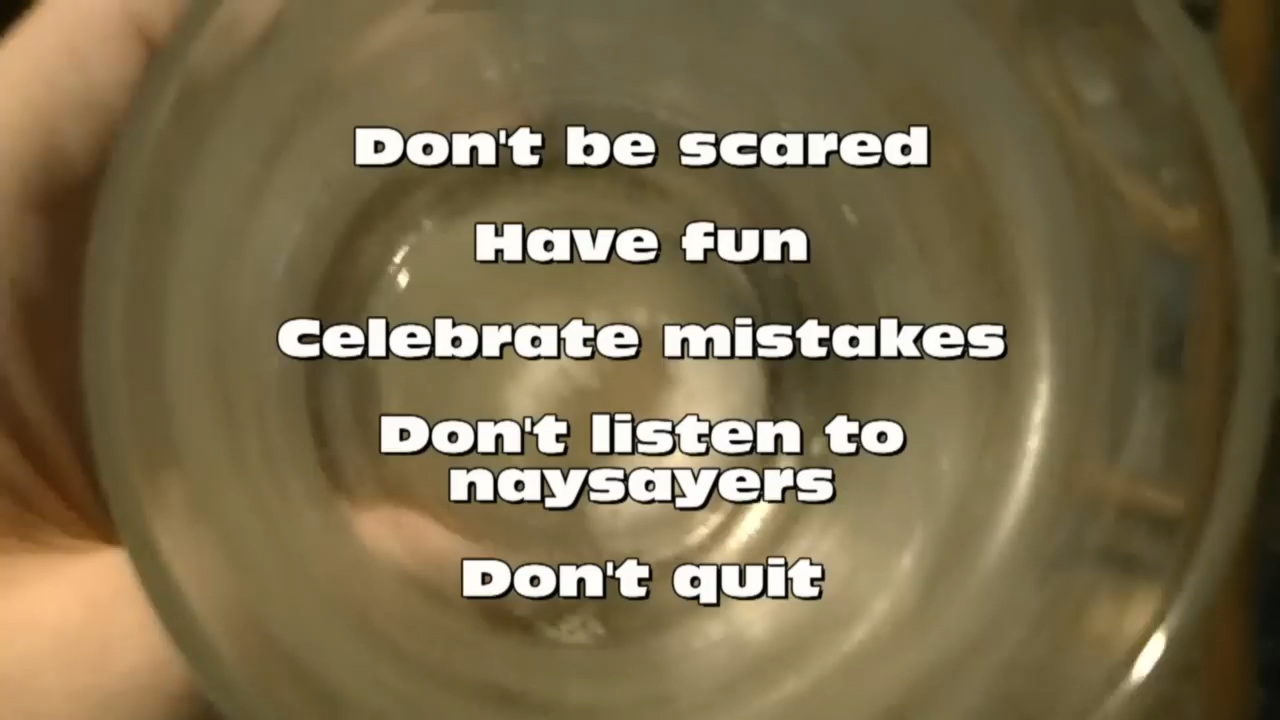 Don't be scared
Have fun
Celebrate mistakes
Don't listen to
naysayers
Don't quit